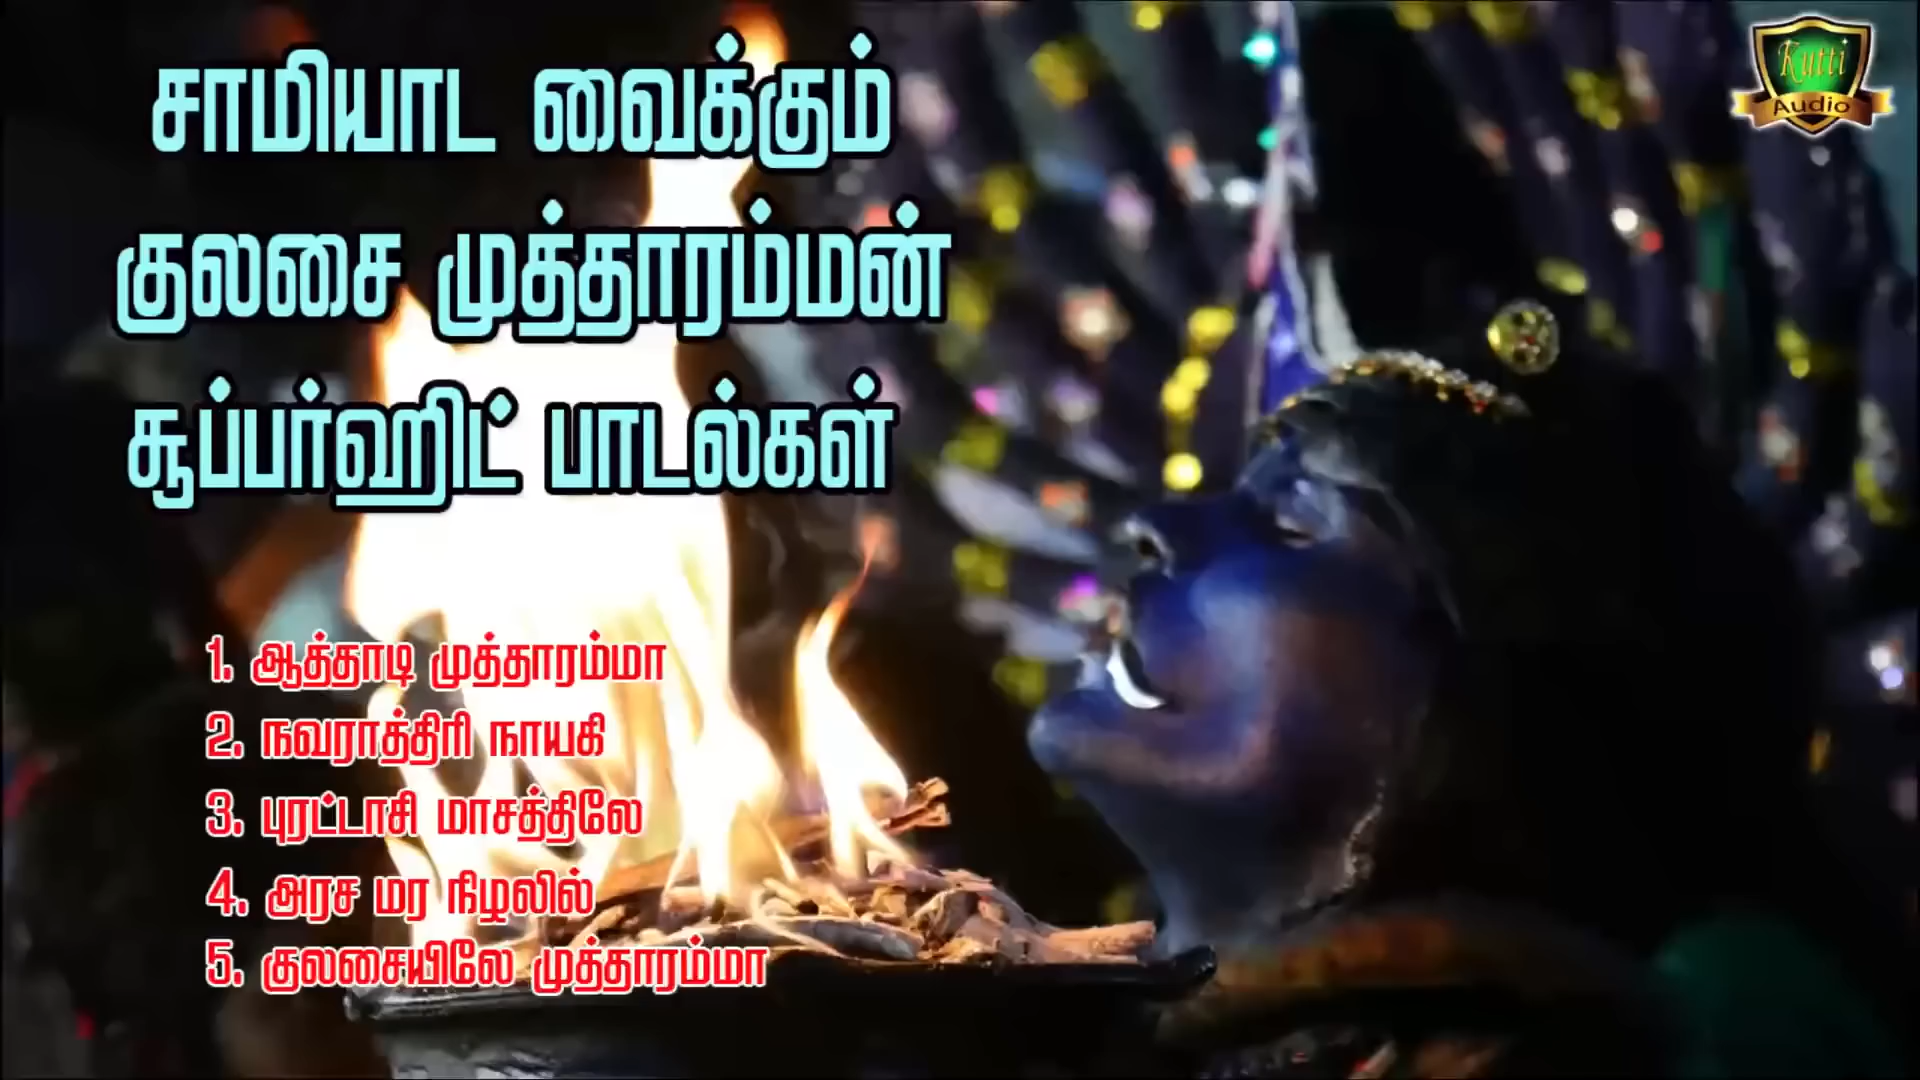 சாமியாட வைக்கும்
குலசை முத்தாரம்மன்
சூப்பர்ஹிட் பாடல்கள்
Kutti
Audio
1. ஆத்தாடி முத்தாரம்மா
2. நவராத்திரி நாயகி
3. புரட்டாசி மாசத்திலே
4. அரச மர நிழலில்
5. குலசையிலே முத்தாரம்மா